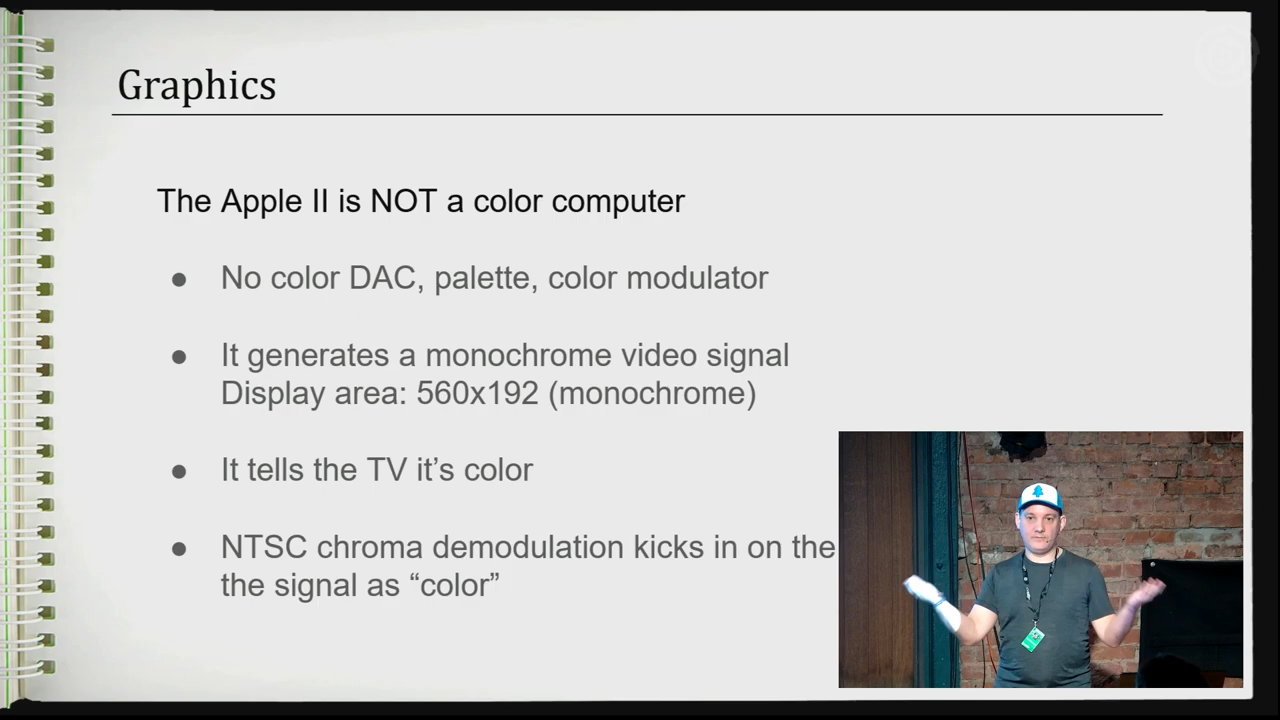 Graphics
The Apple II is NOT a color computer
● No color DAC, palette, color modulator
● It generates a monochrome video signal
Display area: 560x192 (monochrome)
● It tells the TV it’s color
● NTSC chroma demodulation kicks in on the
the signal as “color”